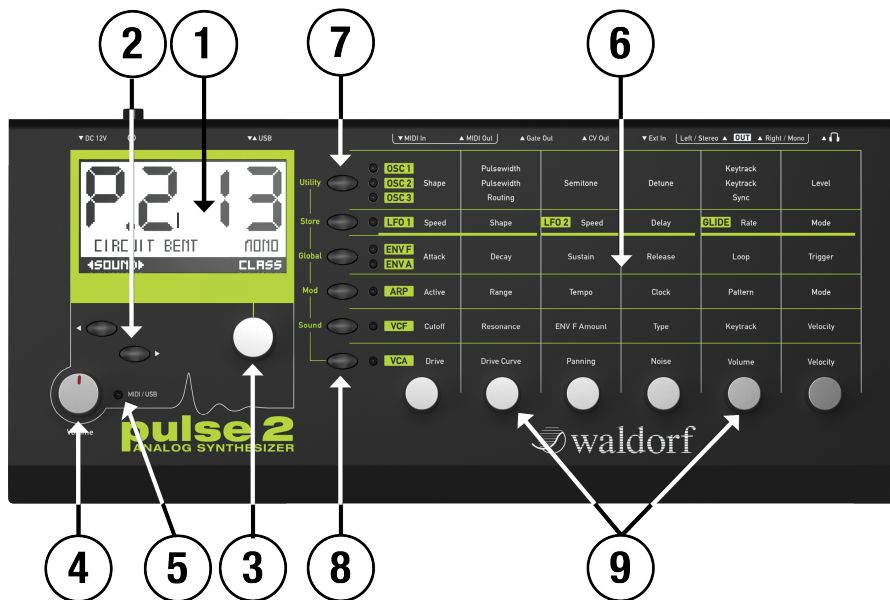 2 1 7 6
▼ DC 12V ▼▲ USB ▼ MIDI In ▲ MIDI Out ▲ Gate Out ▲ CV Out ▼ Ext In Left / Stereo ▲ OUT ▲ Right / Mono ▲
P.2113
CIRCUIT BENT MONO
SOUND CLASS
Utility
Store
Global
Mod
Sound
OSC 1 Pulsewidth Keytrack
OSC 2 Shape Pulsewidth Semitone Detune Keytrack Level
OSC 3 Routing Sync
LFO 1 Speed Shape LFO 2 Speed Delay GLIDE Rate Mode
ENV F
ENV A Attack Decay Sustain Release Loop Trigger
ARP Active Range Tempo Clock Pattern Mode
VCF Cutoff Resonance ENV F Amount Type Keytrack Velocity
VCA Drive Drive Curve Panning Noise Volume Velocity
MIDI / USB
Volume
pulse 2
ANALOG SYNTHESIZER
waldorf
4 5 3 8 9